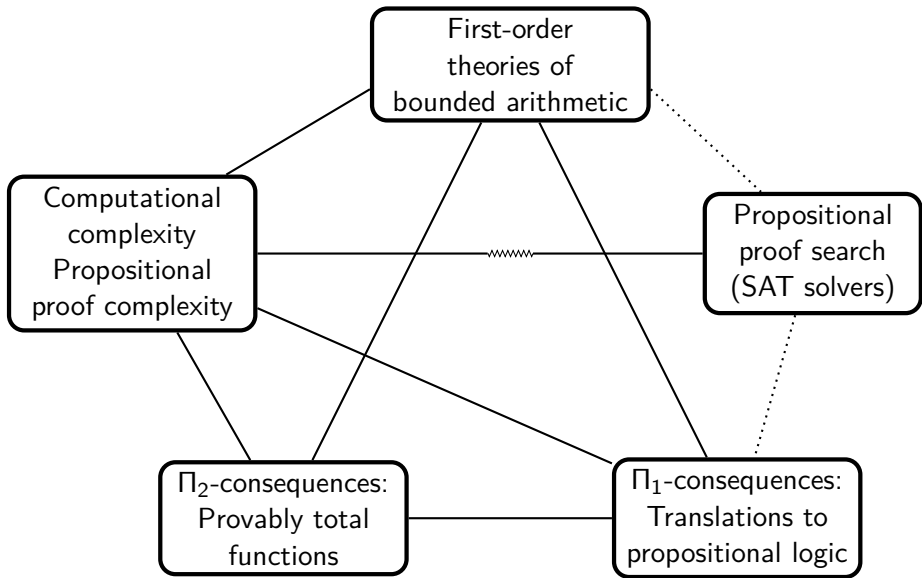 First-order
theories of
bounded arithmetic
Computational
complexity
Propositional
proof complexity
Propositional
proof search
(SAT solvers)
Π₂-consequences:
Provably total
functions
Π₁-consequences:
Translations to
propositional logic